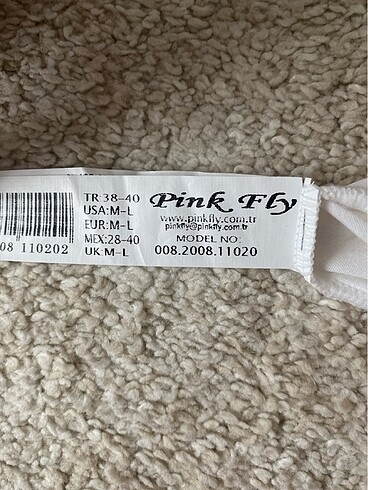 TR:38-40
USA:M-L
EUR:M-L
MEX:28-40
UK:M-L
Pink Fly
www.pinkfly.com.tr
pinkfly@pinkfly.com.tr
MODEL NO:
008.2008.11020
08 110202